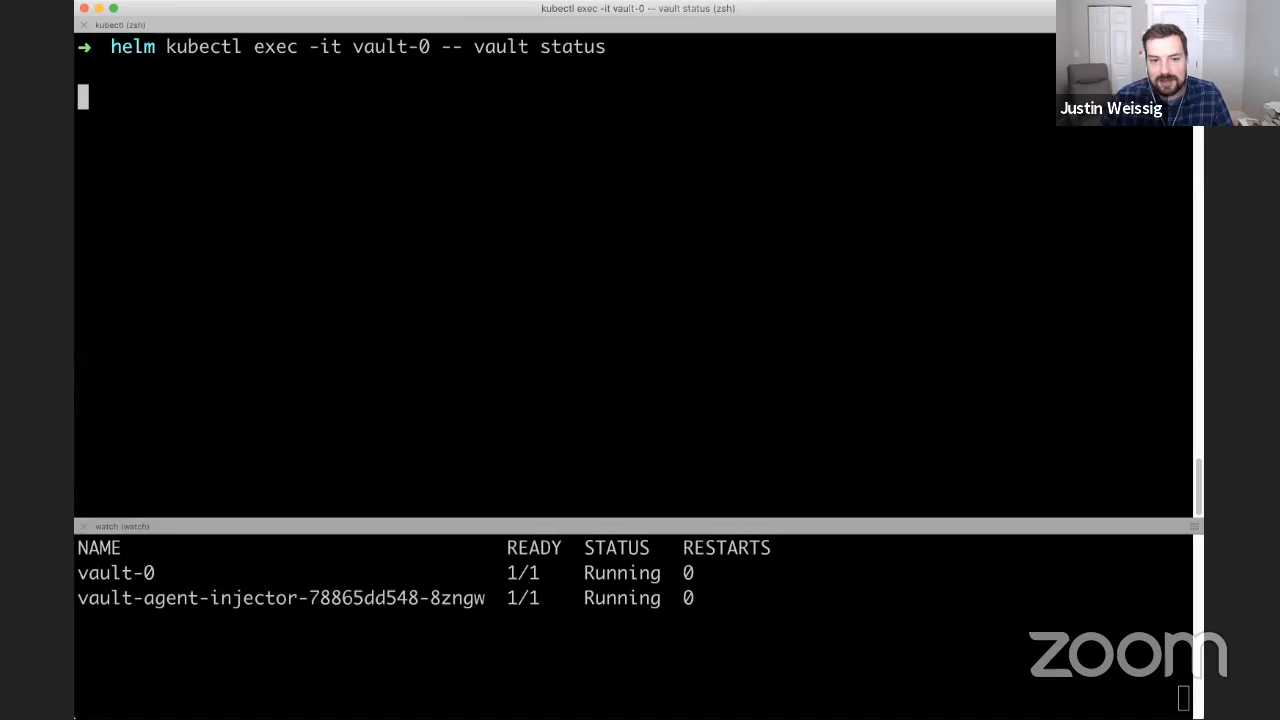 kubectl exec -it vault-0 -- vault status (zsh)
kubectl (zsh)
➜ helm kubectl exec -it vault-0 -- vault status
Justin Weissig
watch (watch)
NAME READY STATUS RESTARTS
vault-0 1/1 Running 0
vault-agent-injector-78865dd548-8zngw 1/1 Running 0
zoom